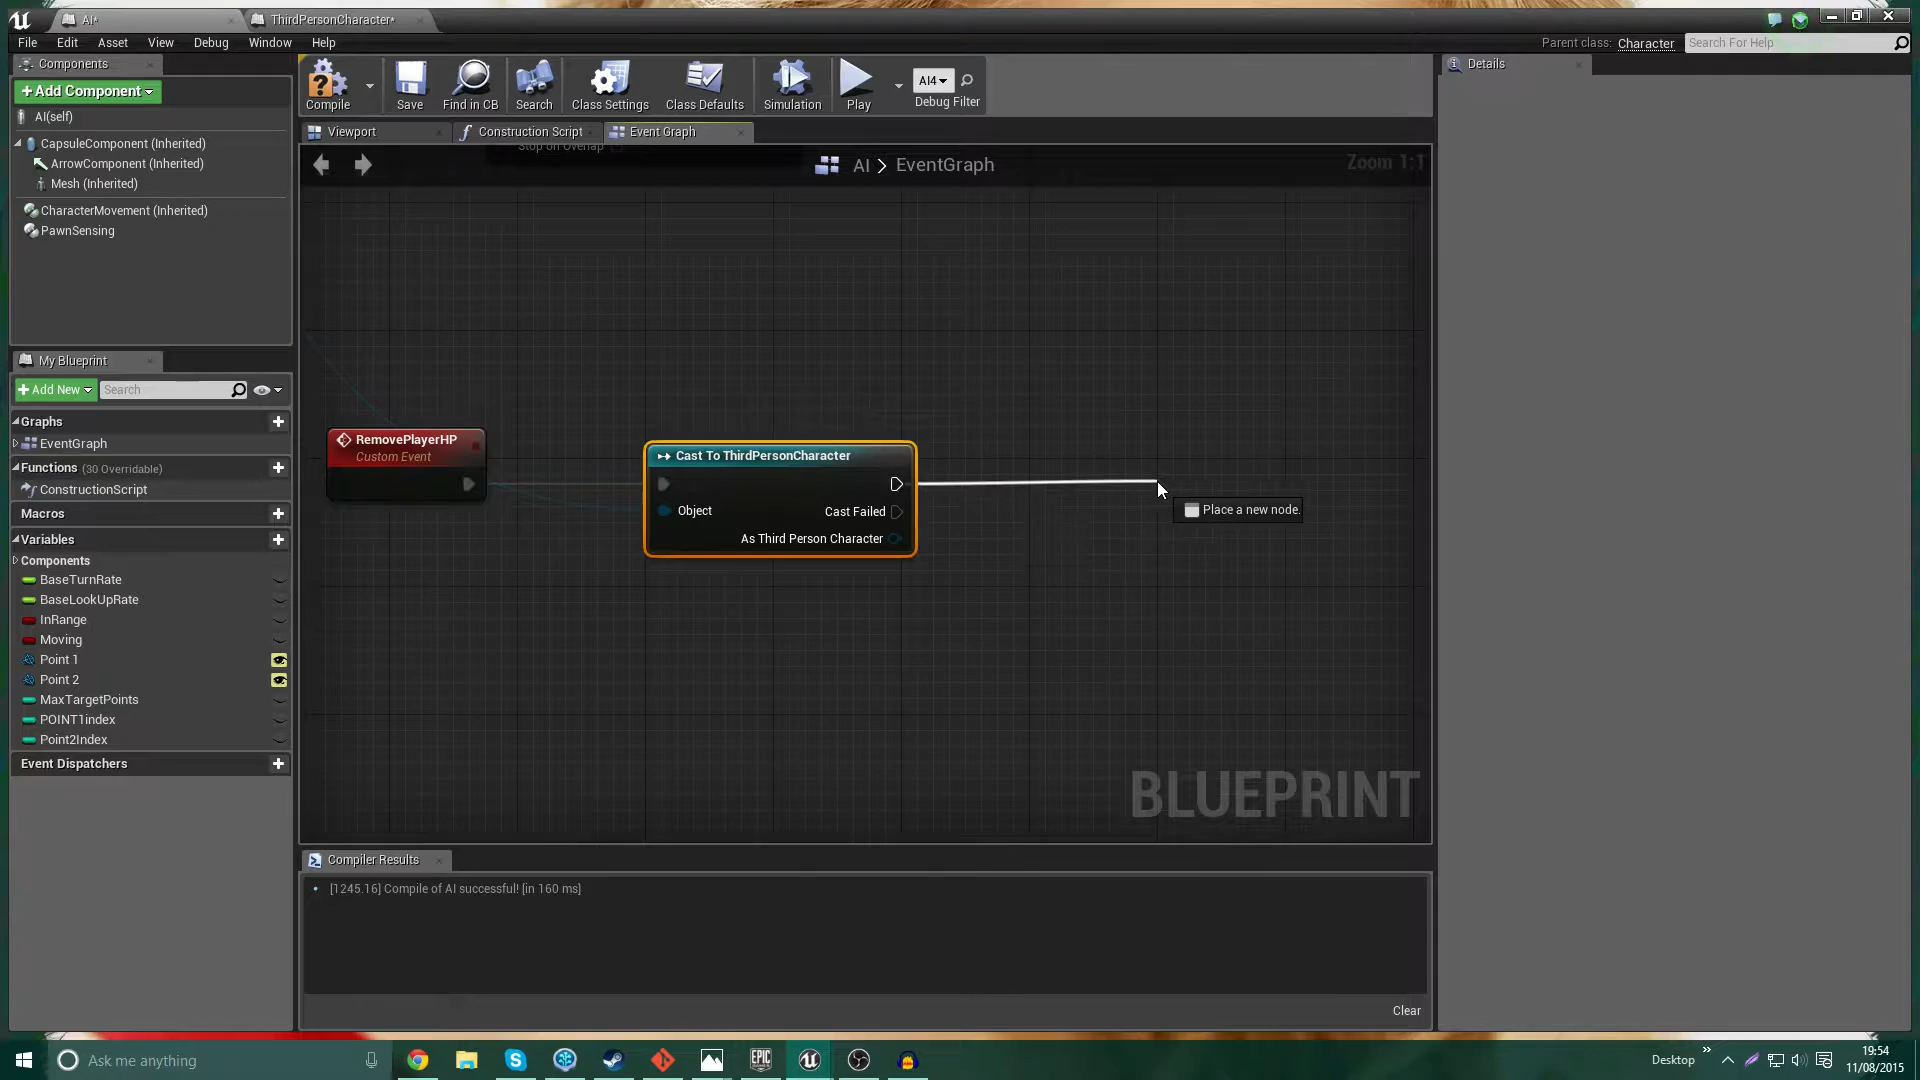 AI*
ThirdPersonCharacter*
File Edit Asset View Debug Window Help
Parent class: Character
Search For Help
Components
Add Component
AI(self)
CapsuleComponent (Inherited)
ArrowComponent (Inherited)
Mesh (Inherited)
CharacterMovement (Inherited)
PawnSensing
Compile
Save
Find in CB
Search
Class Settings
Class Defaults
Simulation
Play
AI4
Debug Filter
Details
Viewport
Construction Script
Event Graph
Stop on Overlap
AI > EventGraph
Zoom 1:1
RemovePlayerHP
Custom Event
Cast To ThirdPersonCharacter
Object
Cast Failed
As Third Person Character
Place a new node.
BLUEPRINT
My Blueprint
Add New
Search
Graphs
EventGraph
Functions (30 Overridable)
ConstructionScript
Macros
Variables
Components
BaseTurnRate
BaseLookUpRate
InRange
Moving
Point 1
Point 2
MaxTargetPoints
POINT1index
Point2Index
Event Dispatchers
Compiler Results
[1245.16] Compile of AI successful! [in 160 ms]
Clear
Ask me anything
EPIC
Desktop
19:54
11/08/2015